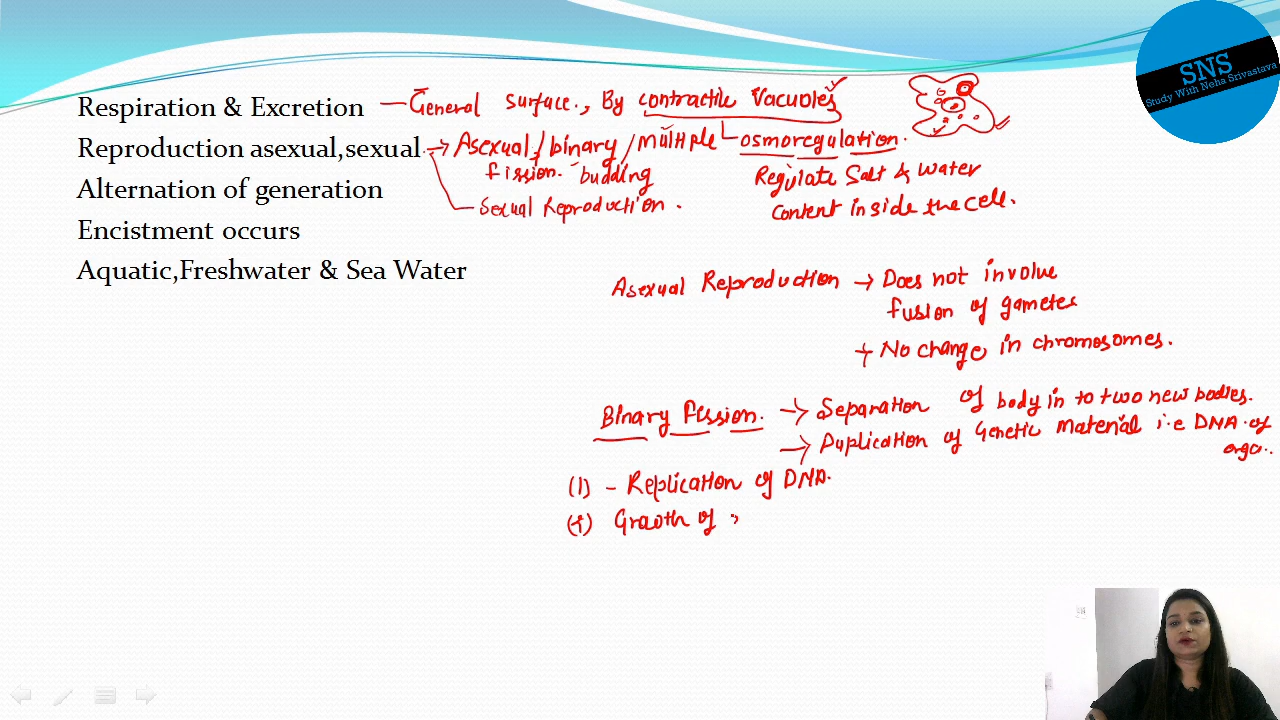 SNS
Study With Neha Srivastava
Respiration & Excretion — General surface., By contractile Vacuoles
Reproduction asexual,sexual → Asexual / binary / multiple osmoregulation.
fission. budding Regulate Salt & Water
Sexual Reproduction. content inside the cell.
Alternation of generation
Encistment occurs
Aquatic,Freshwater & Sea Water
Asexual Reproduction → Does not involve
fusion of gametes
+ No change in chromosomes.
Binary Fission. → Separation of body in to two new bodies.
→ Duplication of Genetic Material i.e DNA of
orga..
(1) - Replication of DNA.
Growth of